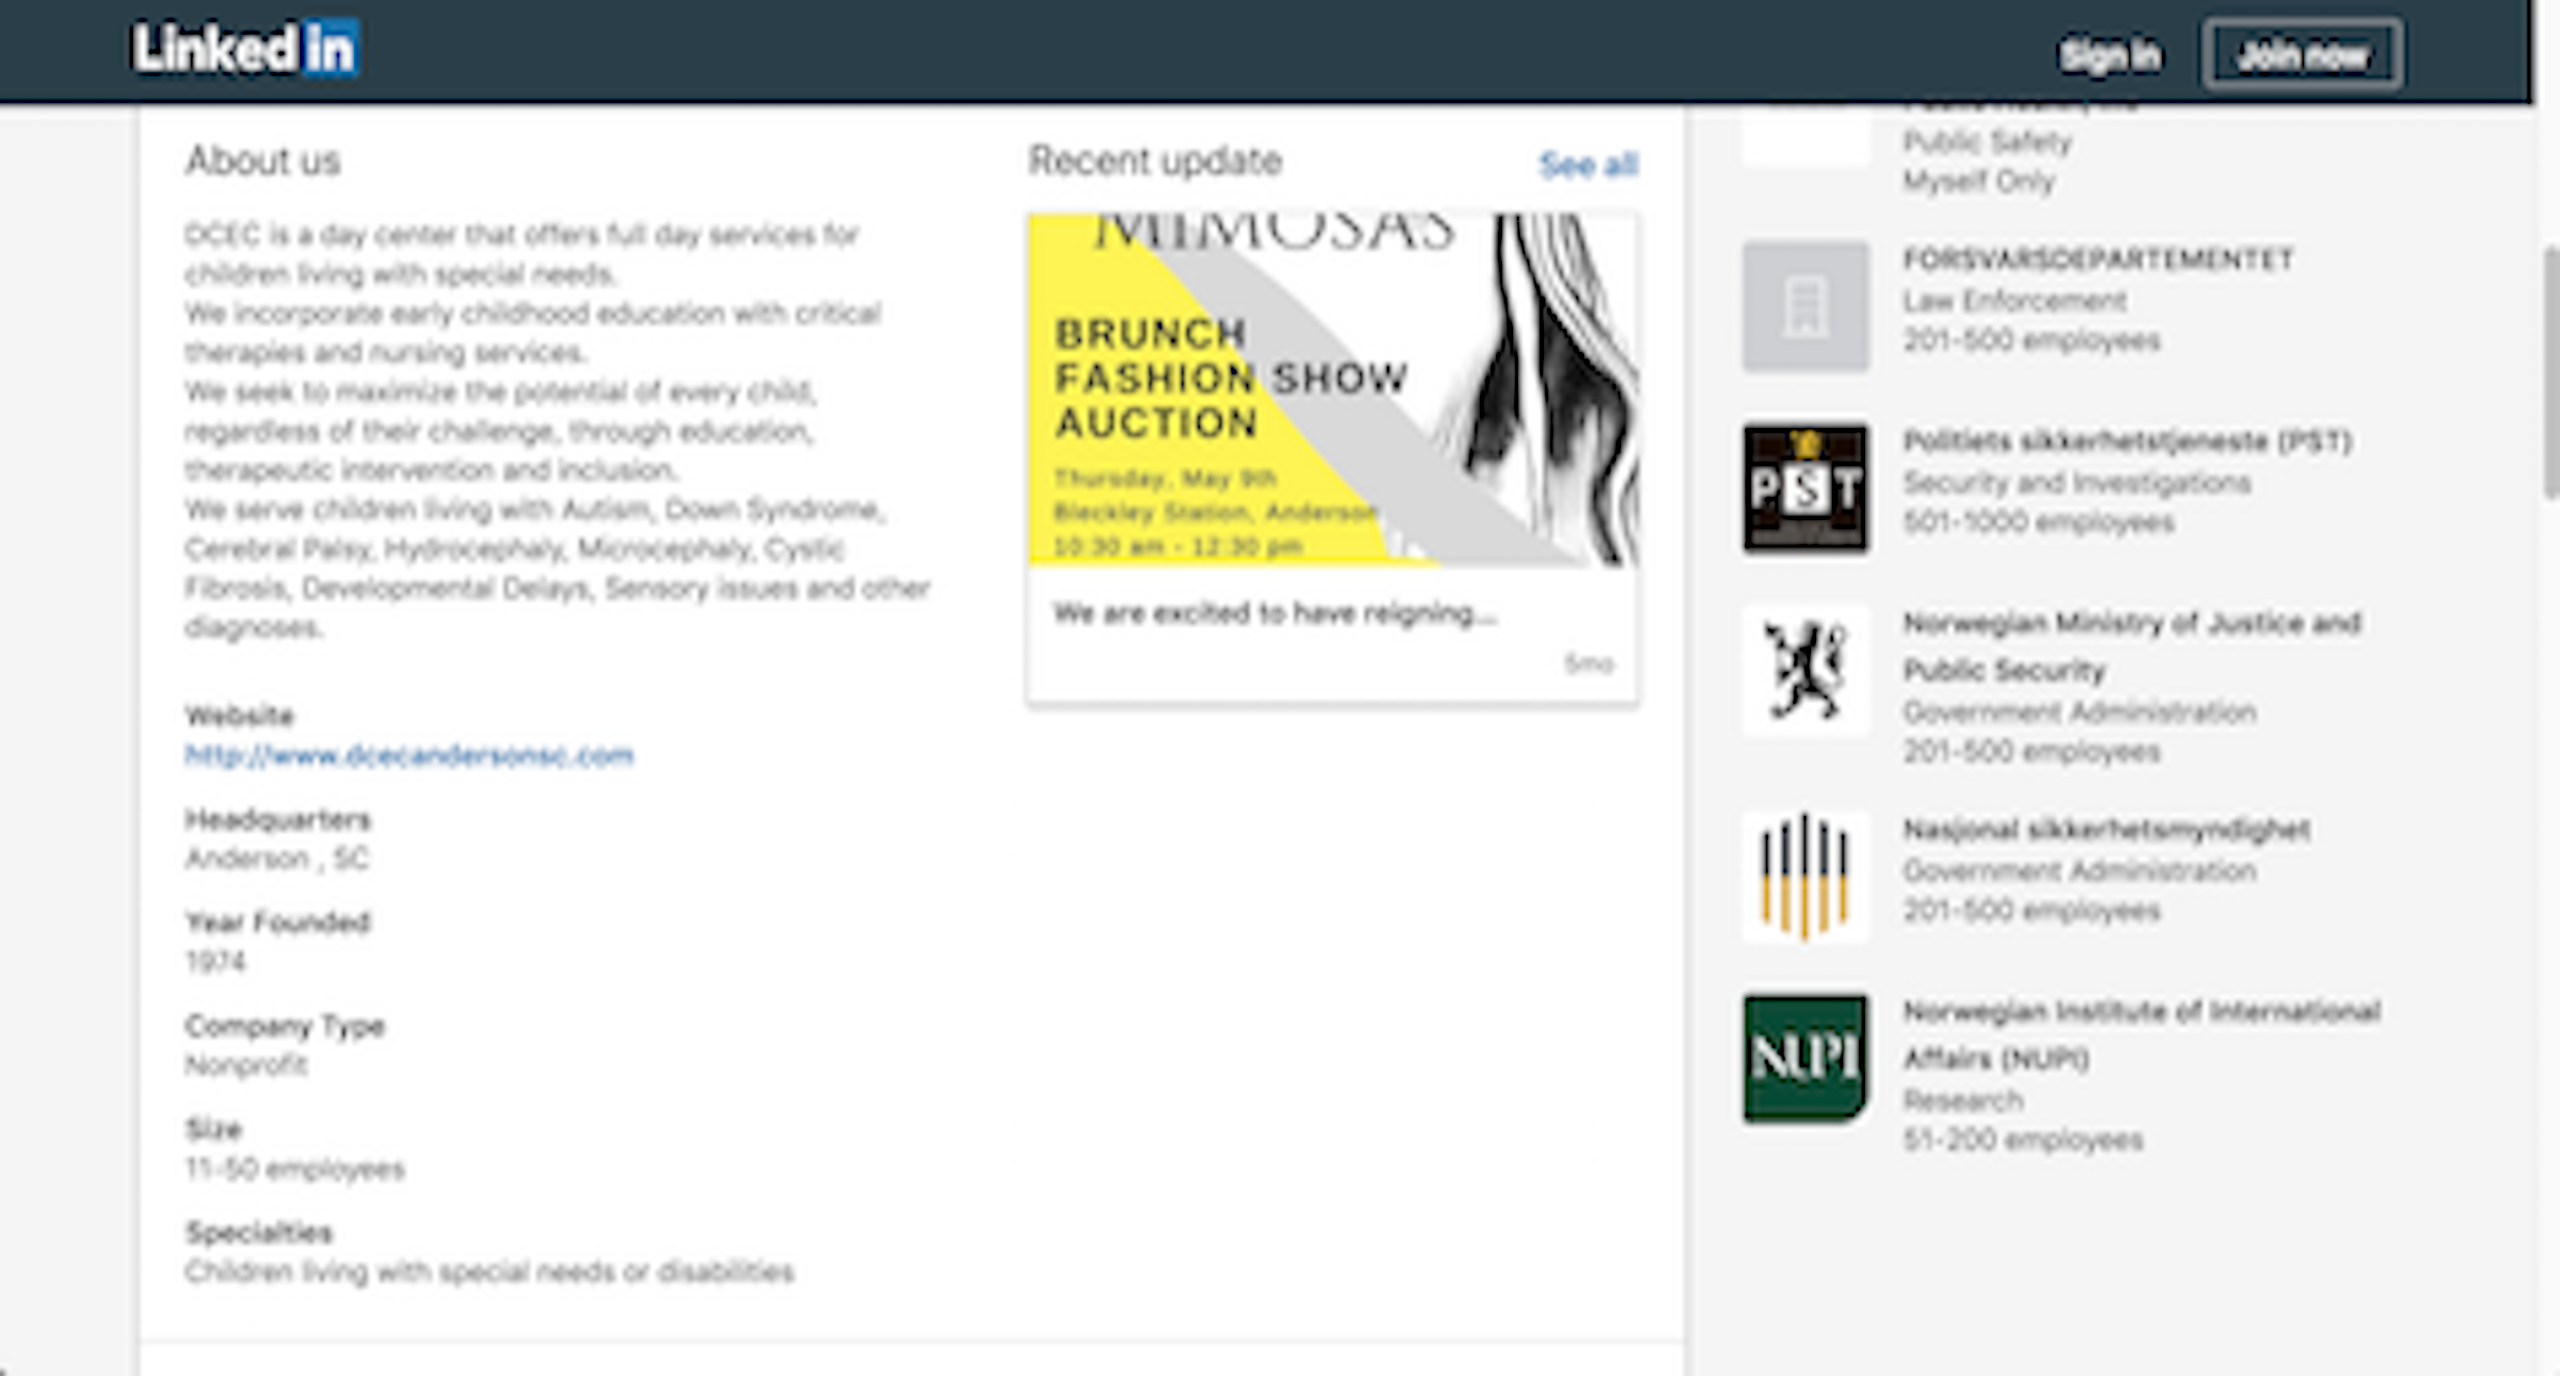 Linked in
Sign in
Join now
About us
DCEC is a day center that offers full day services for
children living with special needs.
We incorporate early childhood education with critical
therapies and nursing services.
We seek to maximize the potential of every child,
regardless of their challenge, through education,
therapeutic intervention and inclusion.
We serve children living with Autism, Down Syndrome,
Cerebral Palsy, Hydrocephaly, Microcephaly, Cystic
Fibrosis, Developmental Delays, Sensory issues and other
diagnoses.
Website
http://www.dcecandersonsc.com
Headquarters
Anderson , SC
Year Founded
1974
Company Type
Nonprofit
Size
11-50 employees
Specialties
Children living with special needs or disabilities
Recent update
See all
MIMOSAS
BRUNCH
FASHION SHOW
AUCTION
Thursday, May 9th
Bleckley Station, Anderson
10:30 am - 12:30 pm
We are excited to have reigning...
5mo
Public Safety
Myself Only
FORSVARSDEPARTEMENTET
Law Enforcement
201-500 employees
PST
Politiets sikkerhetstjeneste (PST)
Security and Investigations
501-1000 employees
Norwegian Ministry of Justice and
Public Security
Government Administration
201-500 employees
Nasjonal sikkerhetsmyndighet
Government Administration
201-500 employees
NUPI
Norwegian Institute of International
Affairs (NUPI)
Research
51-200 employees